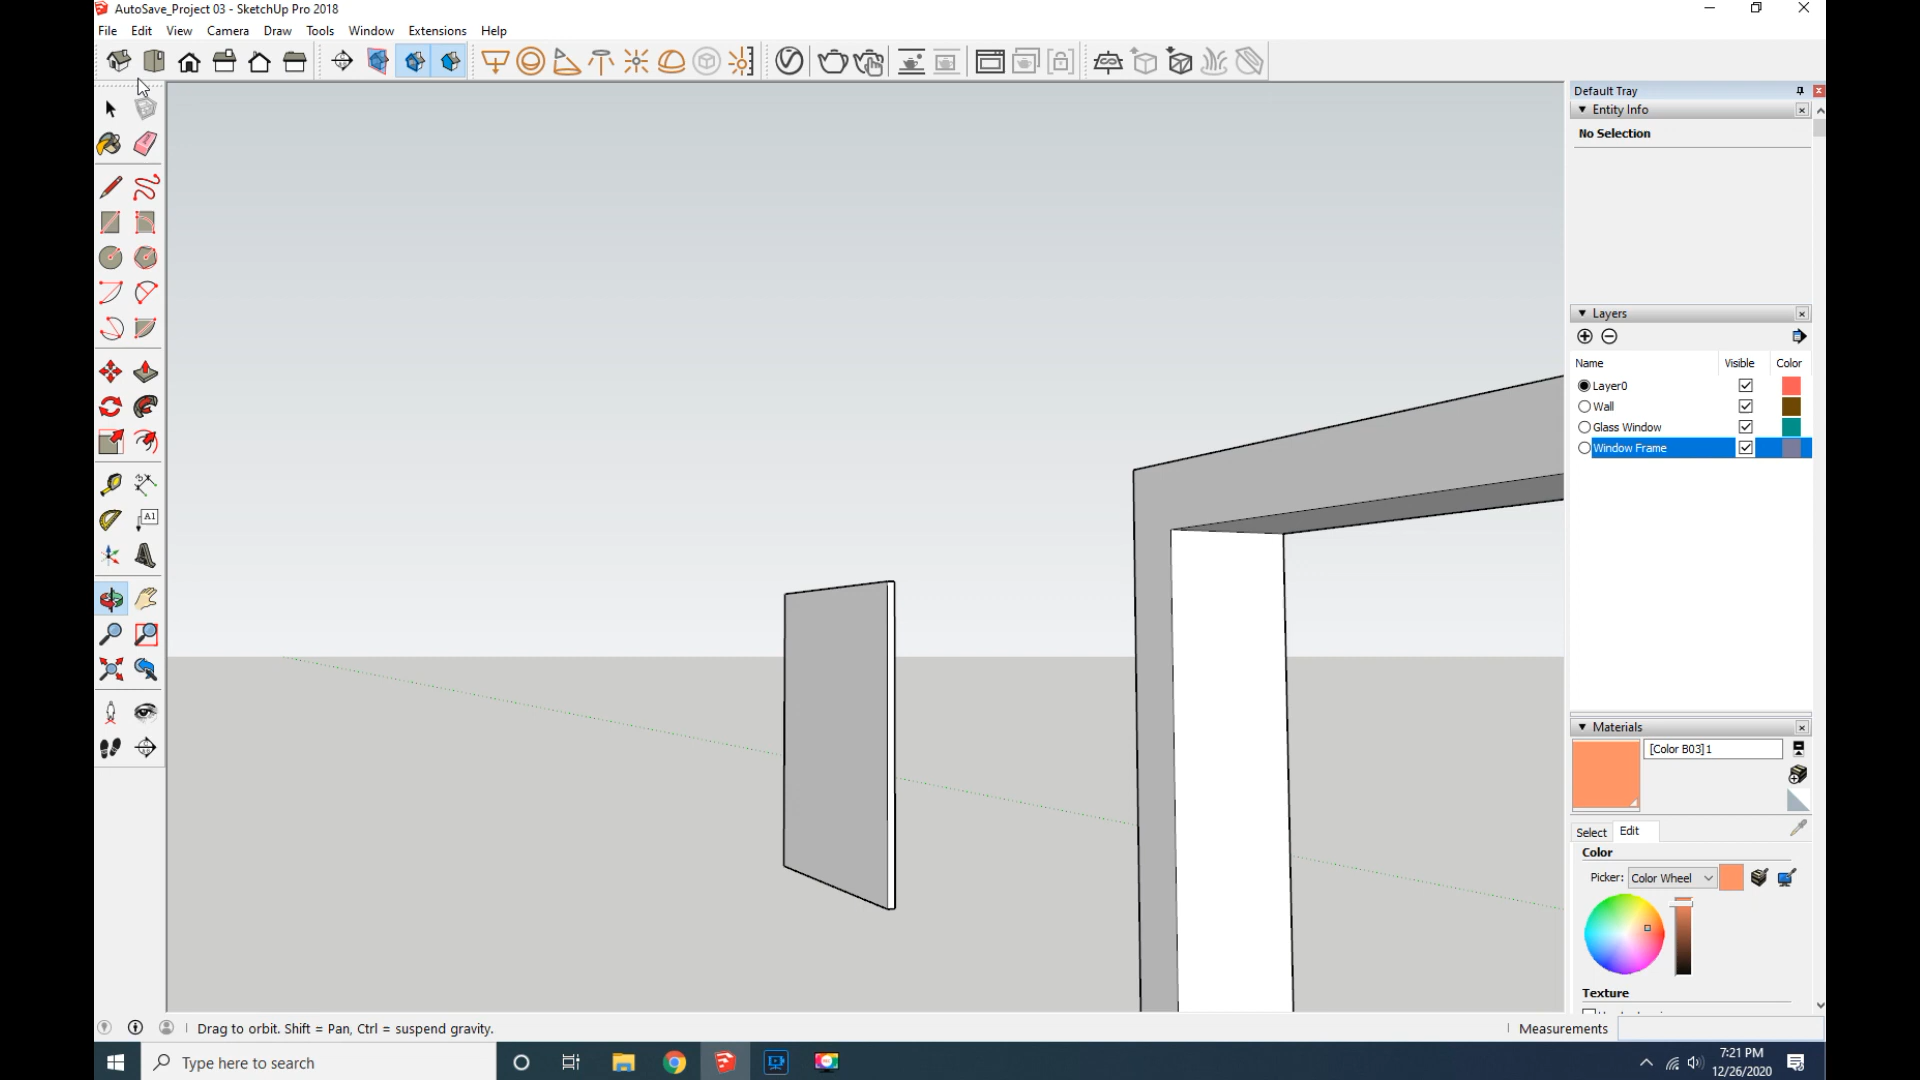 AutoSave_Project 03 - SketchUp Pro 2018
File Edit View Camera Draw Tools Window Extensions Help
Default Tray
Entity Info
No Selection
A1
Layers
Name Visible Color
Layer0
Wall
Glass Window
Window Frame
Materials
[Color B03]1
Select Edit
Color
Picker: Color Wheel
Texture
Drag to orbit. Shift = Pan, Ctrl = suspend gravity.
Measurements
Type here to search
7:21 PM
12/26/2020